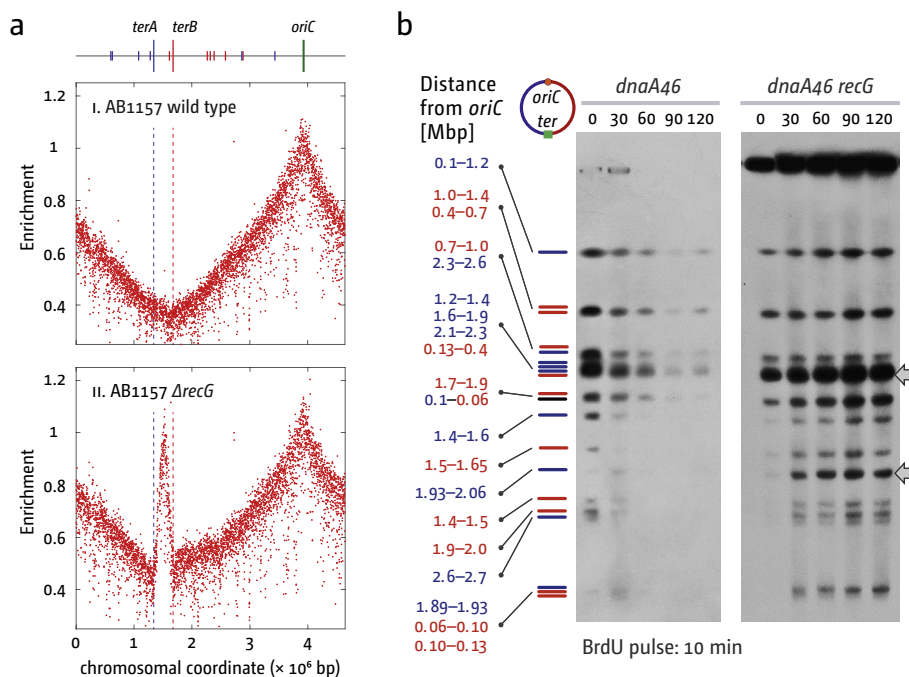 a
terA terB oriC
I. AB1157 wild type
1.2
1
0.8
0.6
0.4
Enrichment
II. AB1157 ΔrecG
1.2
1
0.8
0.6
0.4
Enrichment
0 1 2 3 4
chromosomal coordinate (× 10⁶ bp)
b
Distance
from oriC
[Mbp]
oriC
ter
dnaA46
0 30 60 90 120
dnaA46 recG
0 30 60 90 120
0.1–1.2
1.0–1.4
0.4–0.7
0.7–1.0
2.3–2.6
1.2–1.4
1.6–1.9
2.1–2.3
0.13–0.4
1.7–1.9
0.1–0.06
1.4–1.6
1.5–1.65
1.93–2.06
1.4–1.5
1.9–2.0
2.6–2.7
1.89–1.93
0.06–0.10
0.10–0.13
BrdU pulse: 10 min